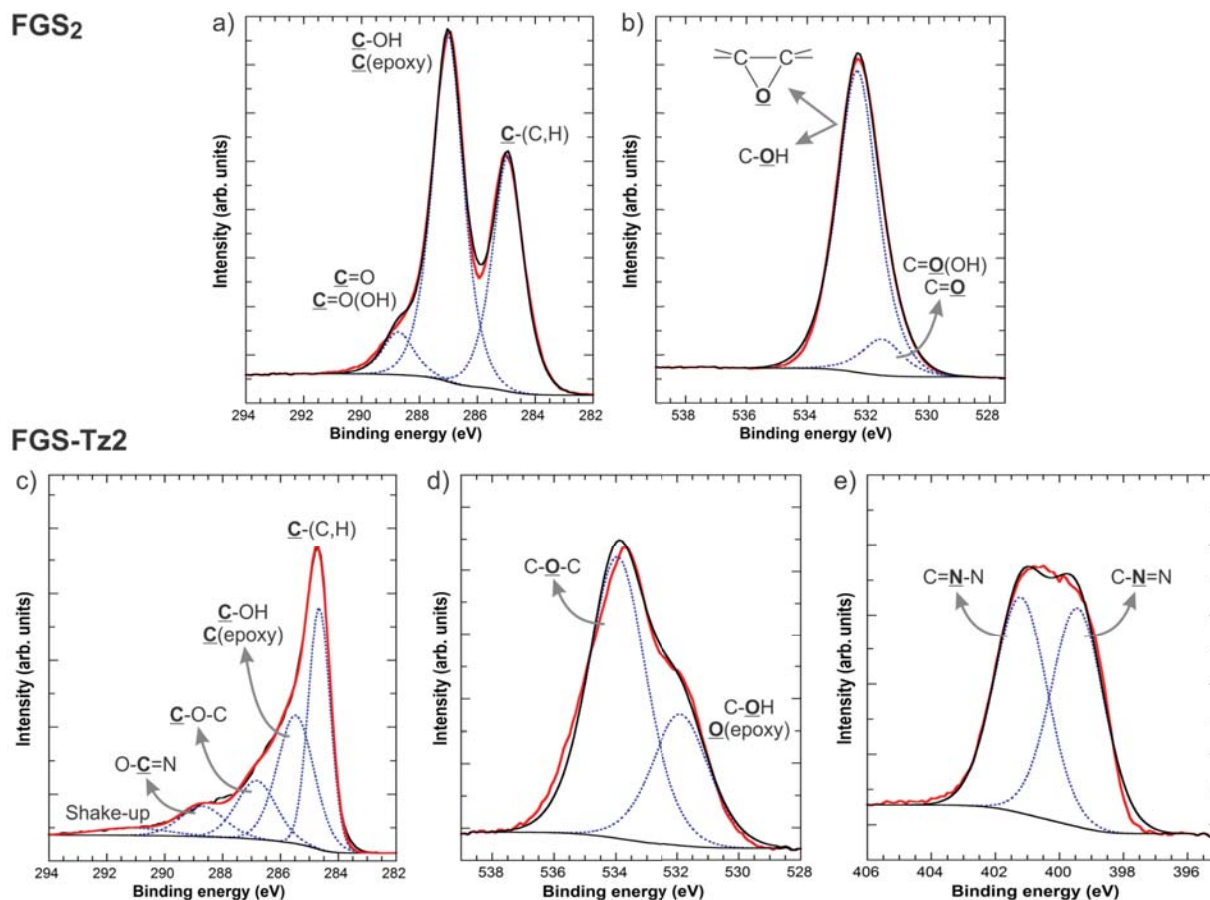 FGS2
a)
C-OH
C(epoxy)
C-(C,H)
C=O
C=O(OH)
Intensity (arb. units)
294 292 290 288 286 284 282
Binding energy (eV)
b)
C C
O
C-OH
C=O(OH)
C=O
Intensity (arb. units)
538 536 534 532 530 528
Binding energy (eV)
FGS-Tz2
c)
C-(C,H)
C-OH
C(epoxy)
C-O-C
O-C=N
Shake-up
Intensity (arb. units)
294 292 290 288 286 284 282
Binding energy (eV)
d)
C-O-C
C-OH
O(epoxy)
Intensity (arb. units)
538 536 534 532 530 528
Binding energy (eV)
e)
C=N-N
C-N=N
Intensity (arb. units)
406 404 402 400 398 396
Binding energy (eV)